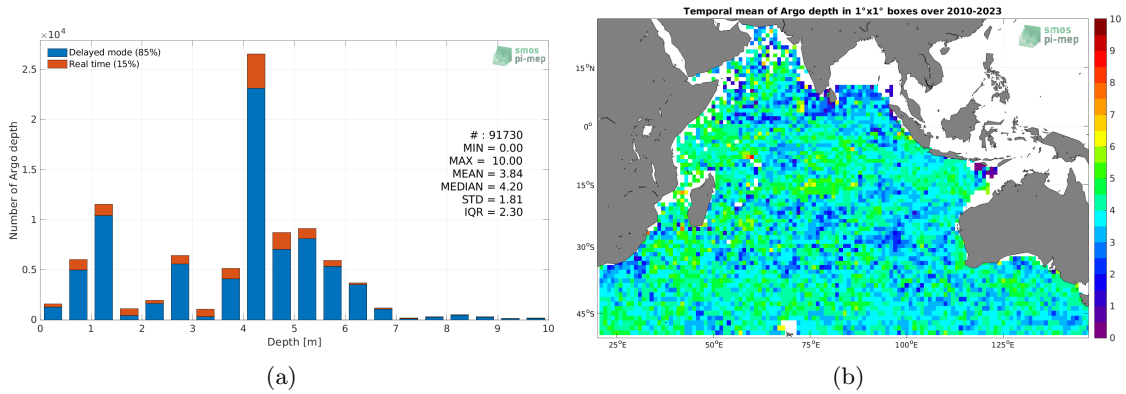 ×10⁴
Delayed mode (85%)
Real time (15%)
smos
pi-mep
2.5
2
1.5
1
0.5
0
Number of Argo depth
# : 91730
MIN = 0.00
MAX = 10.00
MEAN = 3.84
MEDIAN = 4.20
STD = 1.81
IQR = 2.30
0 1 2 3 4 5 6 7 8 9 10
Depth [m]
(a)
Temporal mean of Argo depth in 1°x1° boxes over 2010-2023
smos
pi-mep
15°N
0°
15°S
30°S
45°S
25°E 50°E 75°E 100°E 125°E
10
9
8
7
6
5
4
3
2
1
0
(b)